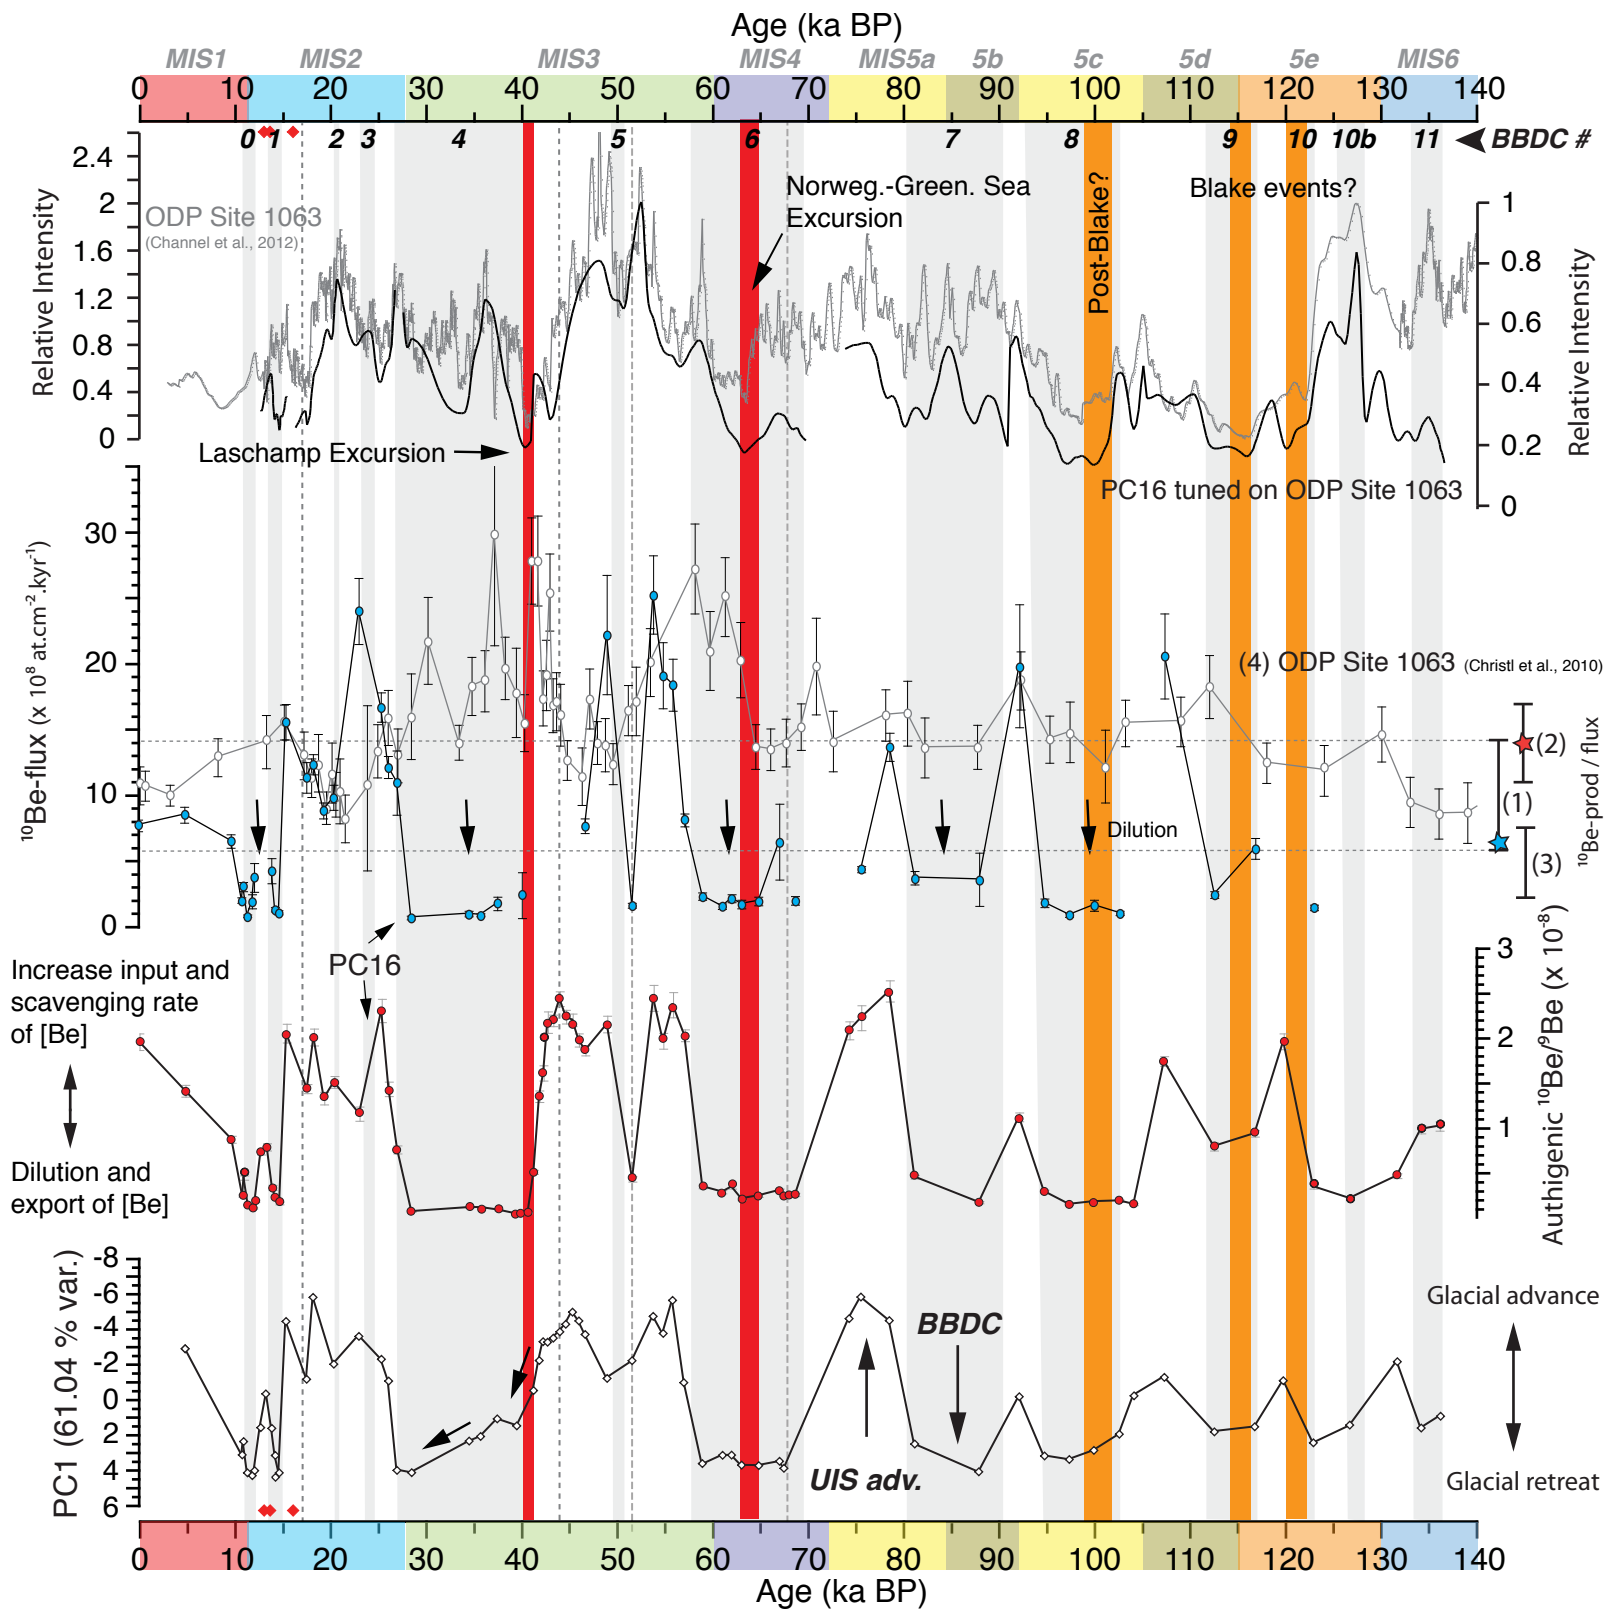 Age (ka BP)
MIS1 MIS2 MIS3 MIS4 MIS5a 5b 5c 5d 5e MIS6
0 10 20 30 40 50 60 70 80 90 100 110 120 130 140
0 1 2 3 4 5 6 7 8 9 10 10b 11 BBDC #
Relative Intensity
2.4
2
1.6
1.2
0.8
0.4
0
ODP Site 1063
(Channel et al., 2012)
Norweg.-Green. Sea
Excursion
Post-Blake?
Blake events?
1
0.8
0.6
0.4
0.2
0
Relative Intensity
Laschamp Excursion
PC16 tuned on ODP Site 1063
¹⁰Be-flux (x 10⁸ at.cm⁻².kyr⁻¹)
30
20
10
0
(4) ODP Site 1063 (Christl et al., 2010)
(2)
(1)
(3)
¹⁰Be-prod / flux
Dilution
PC16
Increase input and
scavenging rate
of [Be]
Dilution and
export of [Be]
3
2
1
Authigenic ¹⁰Be/⁹Be (x 10⁻⁸)
PC1 (61.04 % var.)
-8
-6
-4
-2
0
2
4
6
BBDC
UIS adv.
Glacial advance
Glacial retreat
0 10 20 30 40 50 60 70 80 90 100 110 120 130 140
Age (ka BP)